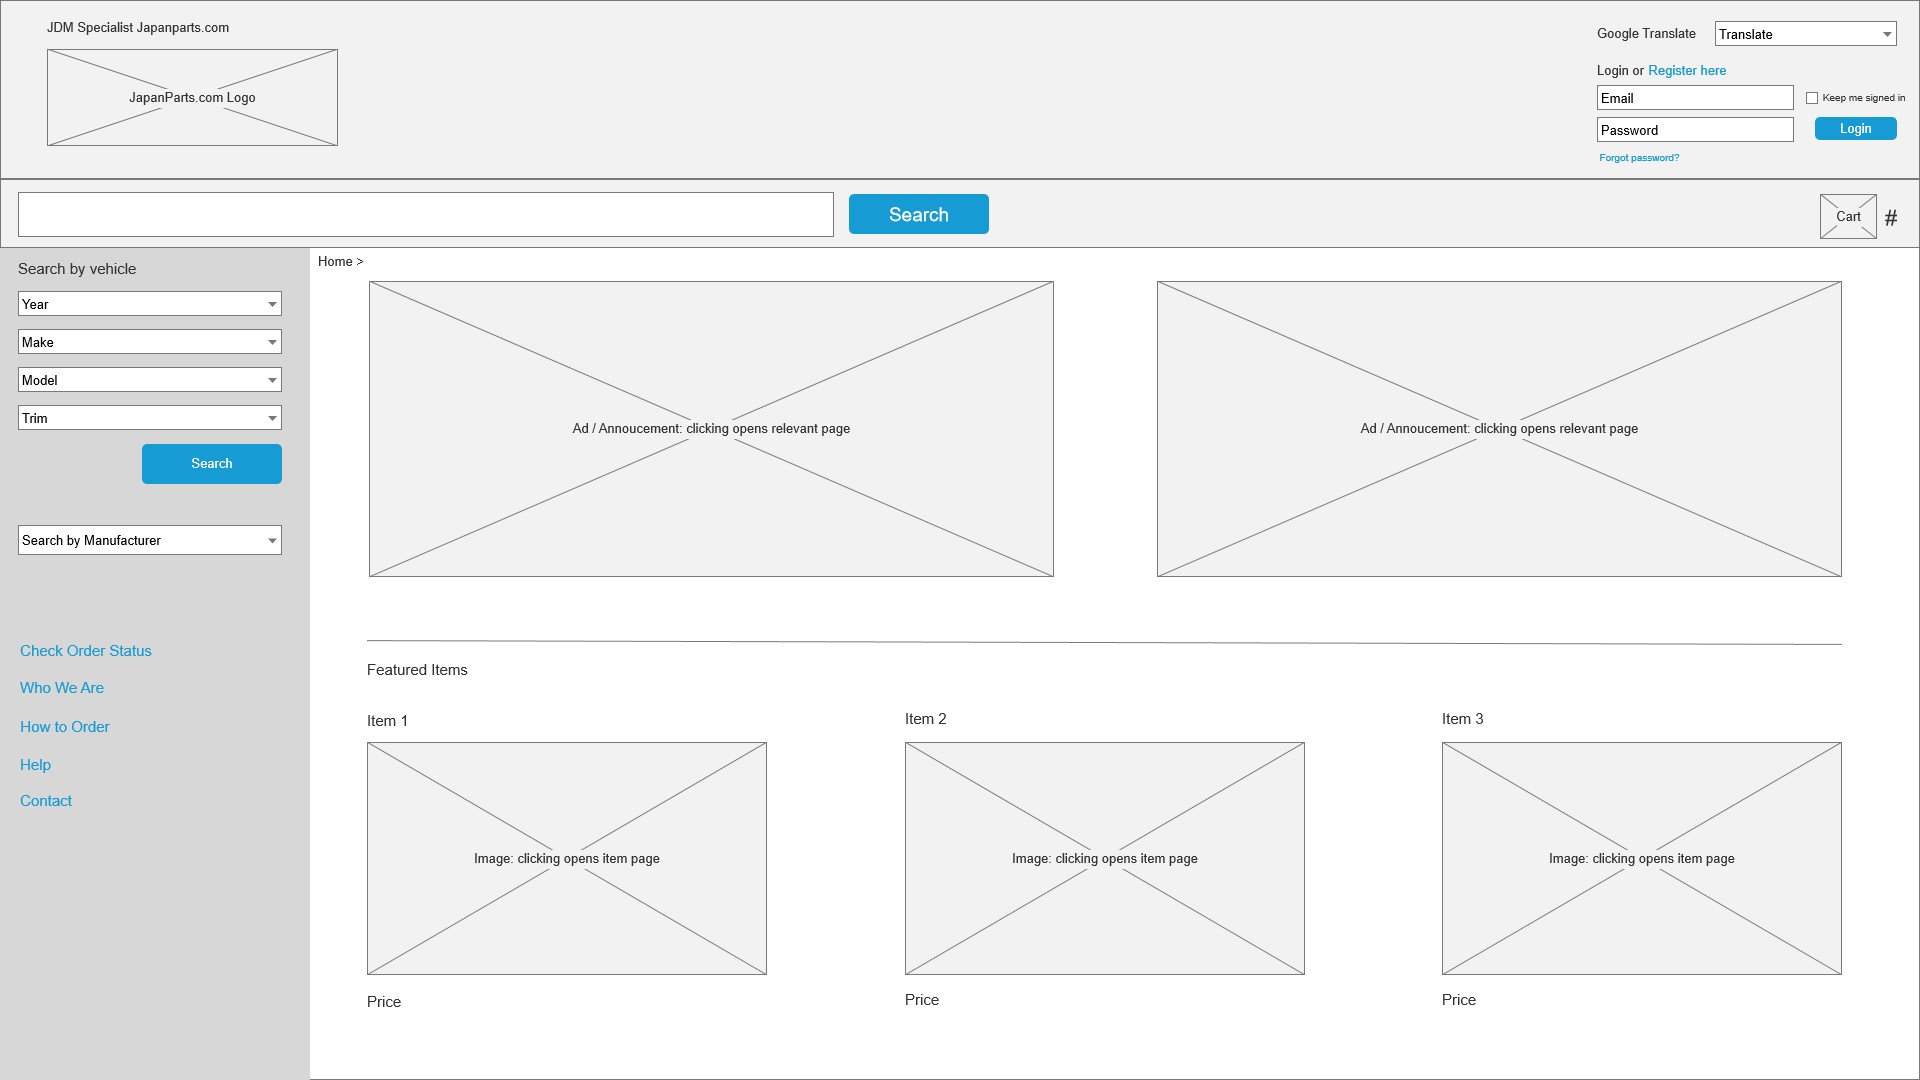 JDM Specialist Japanparts.com
JapanParts.com Logo
Google Translate
Translate
Login or Register here
Email
Keep me signed in
Password
Login
Forgot password?
Search
Cart
#
Search by vehicle
Year
Make
Model
Trim
Search
Search by Manufacturer
Check Order Status
Who We Are
How to Order
Help
Contact
Home >
Ad / Annoucement: clicking opens relevant page
Ad / Annoucement: clicking opens relevant page
Featured Items
Item 1
Item 2
Item 3
Image: clicking opens item page
Image: clicking opens item page
Image: clicking opens item page
Price
Price
Price